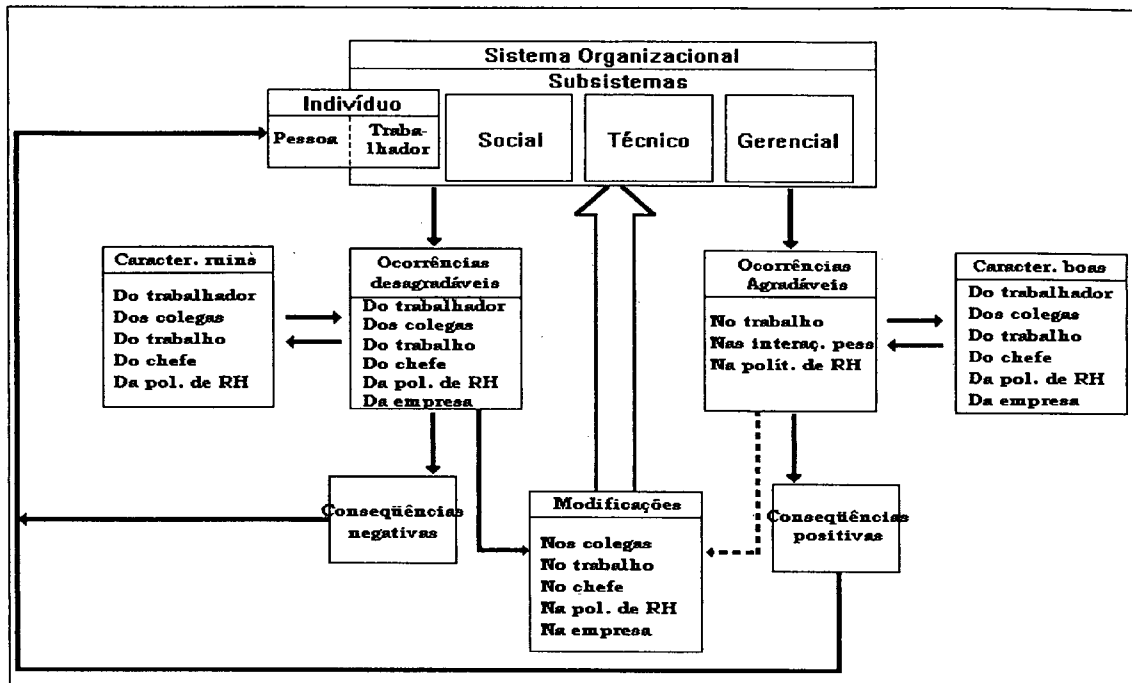 Sistema Organizacional
Subsistemas
Indivíduo
Pessoa
Traba-
lhador
Social
Técnico
Gerencial
Caracter. ruins
Do trabalhador
Dos colegas
Do trabalho
Do chefe
Da pol. de RH
Ocorrências
desagradáveis
Do trabalhador
Dos colegas
Do trabalho
Do chefe
Da pol. de RH
Da empresa
Ocorrências
Agradáveis
No trabalho
Nas interaç. pess
Na polít. de RH
Caracter. boas
Do trabalhador
Dos colegas
Do trabalho
Do chefe
Da pol. de RH
Da empresa
Conseqüências
negativas
Modificações
Nos colegas
No trabalho
No chefe
Na pol. de RH
Na empresa
Conseqüências
positivas